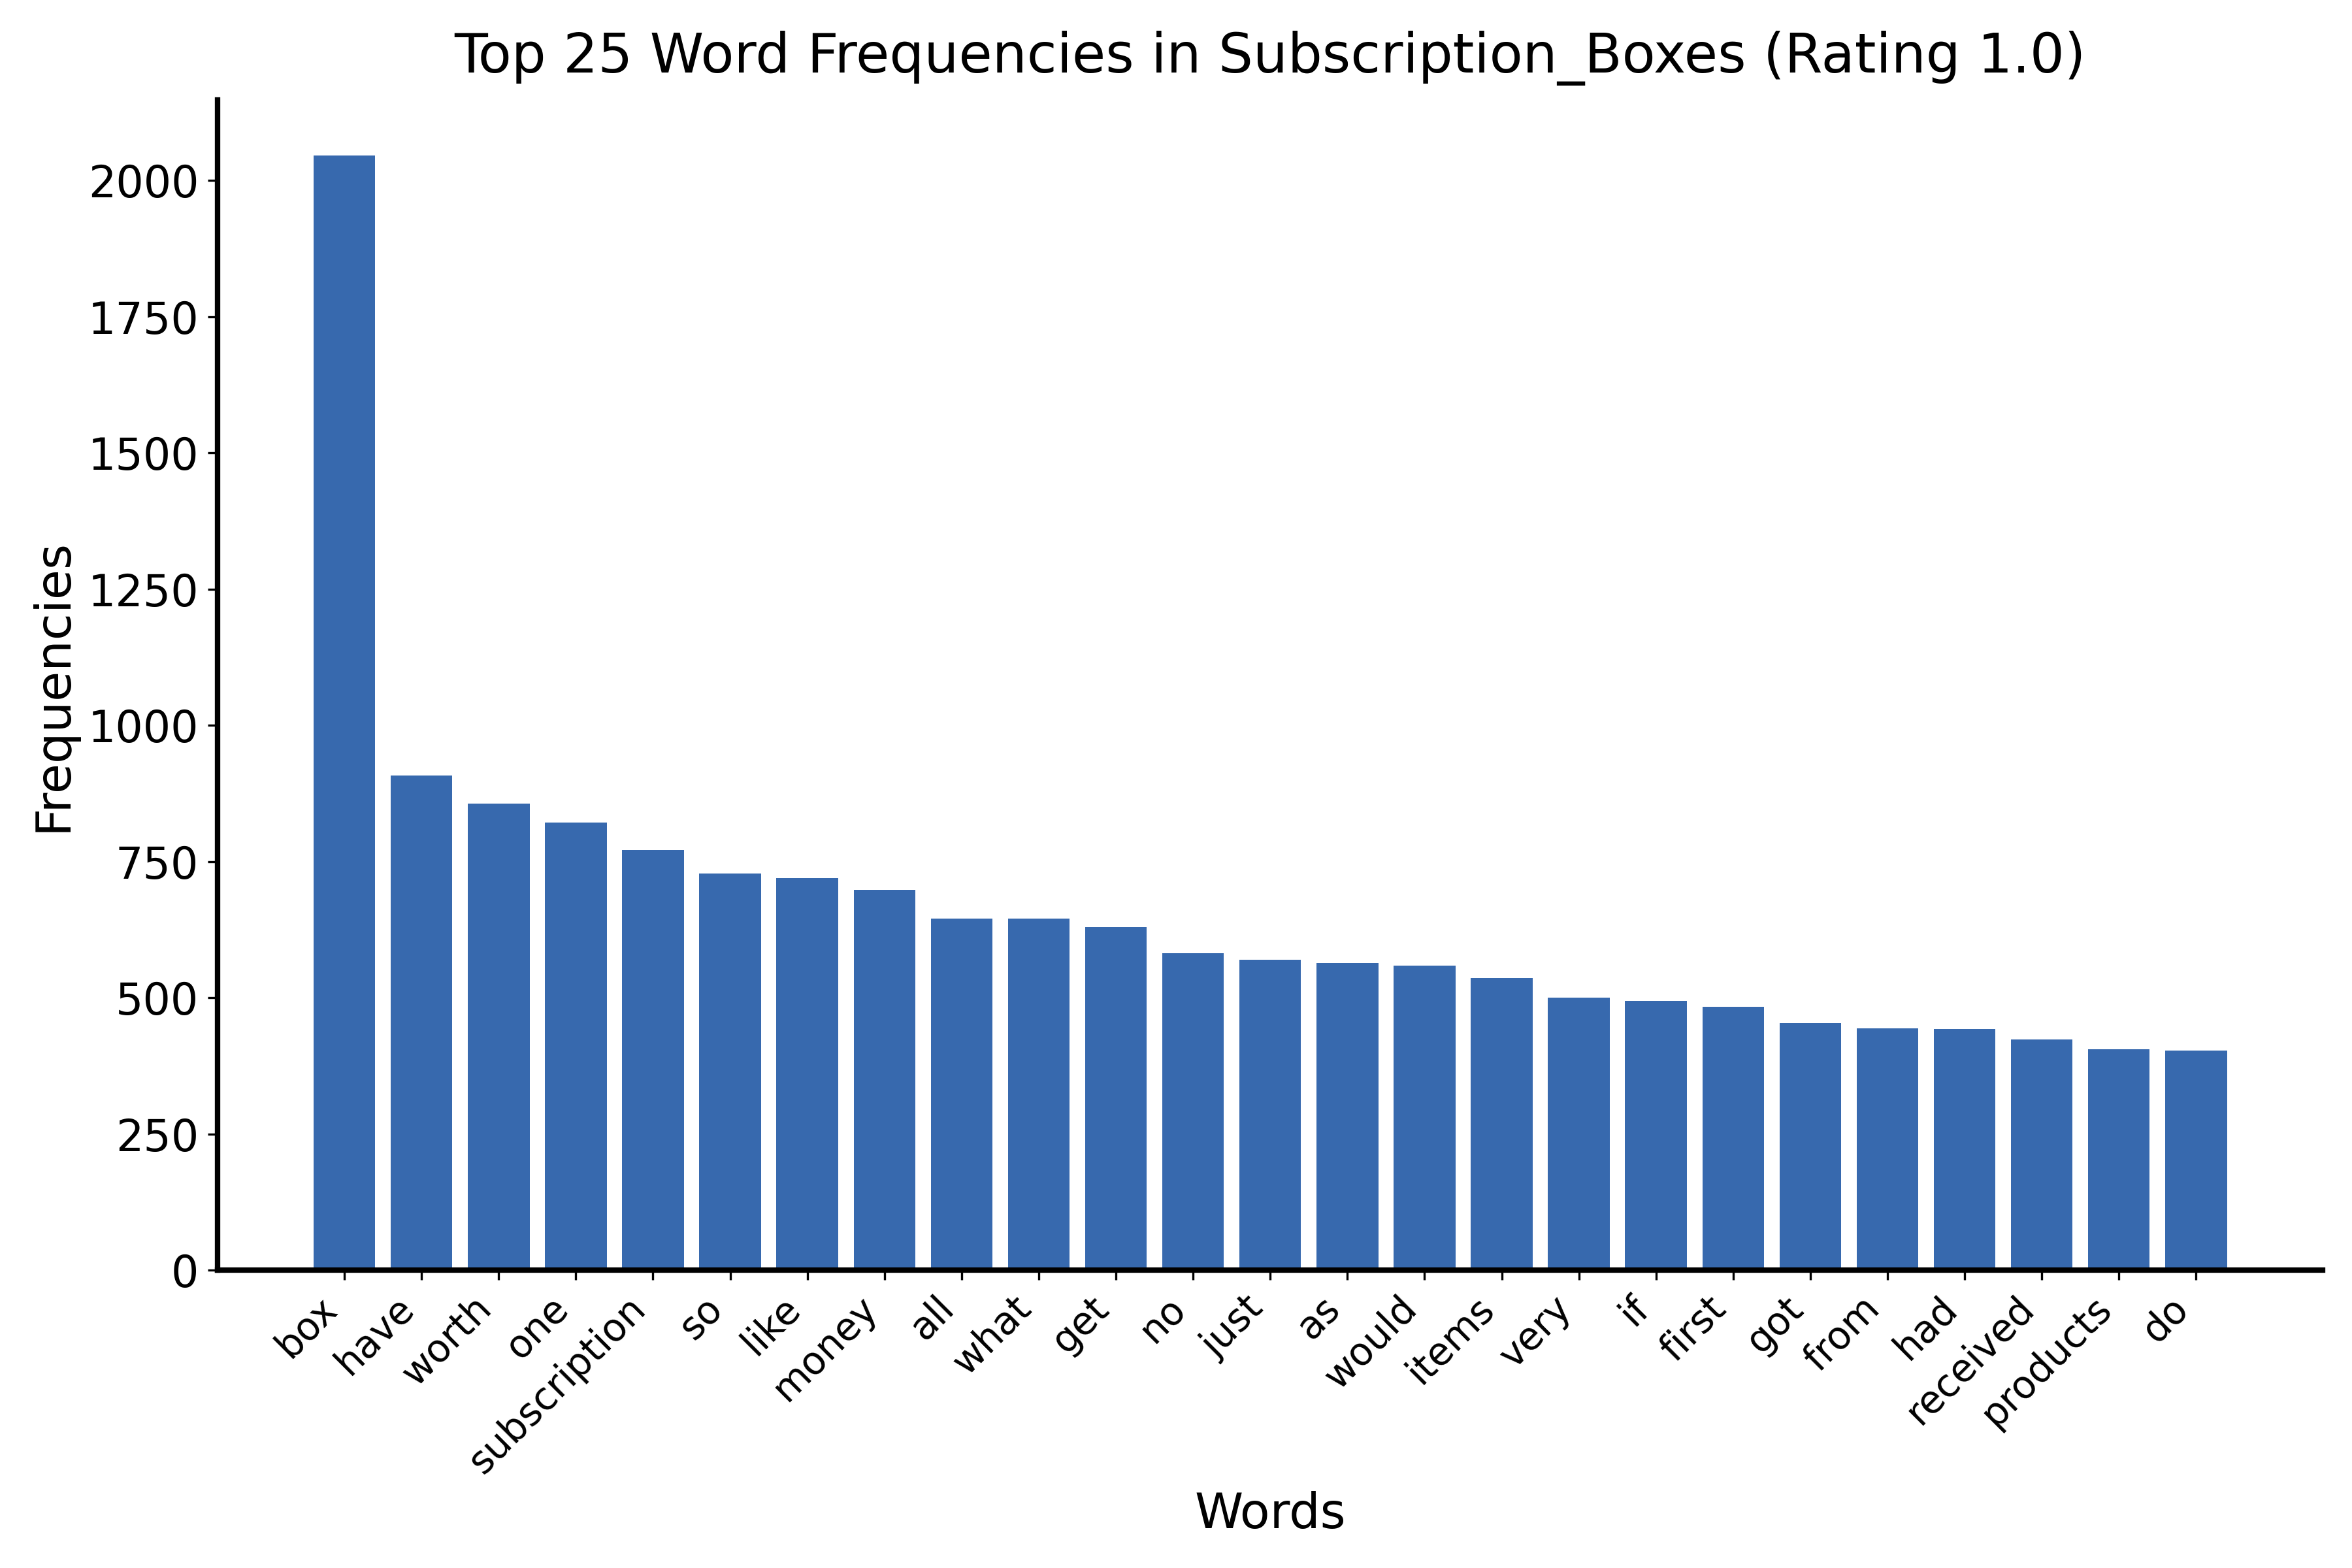 Top 25 Word Frequencies in Subscription_Boxes (Rating 1.0)
Frequencies
2000
1750
1500
1250
1000
750
500
250
0
box
have
worth
one
subscription
so
like
money
all
what
get
no
just
as
would
items
very
if
first
got
from
had
received
products
do
Words